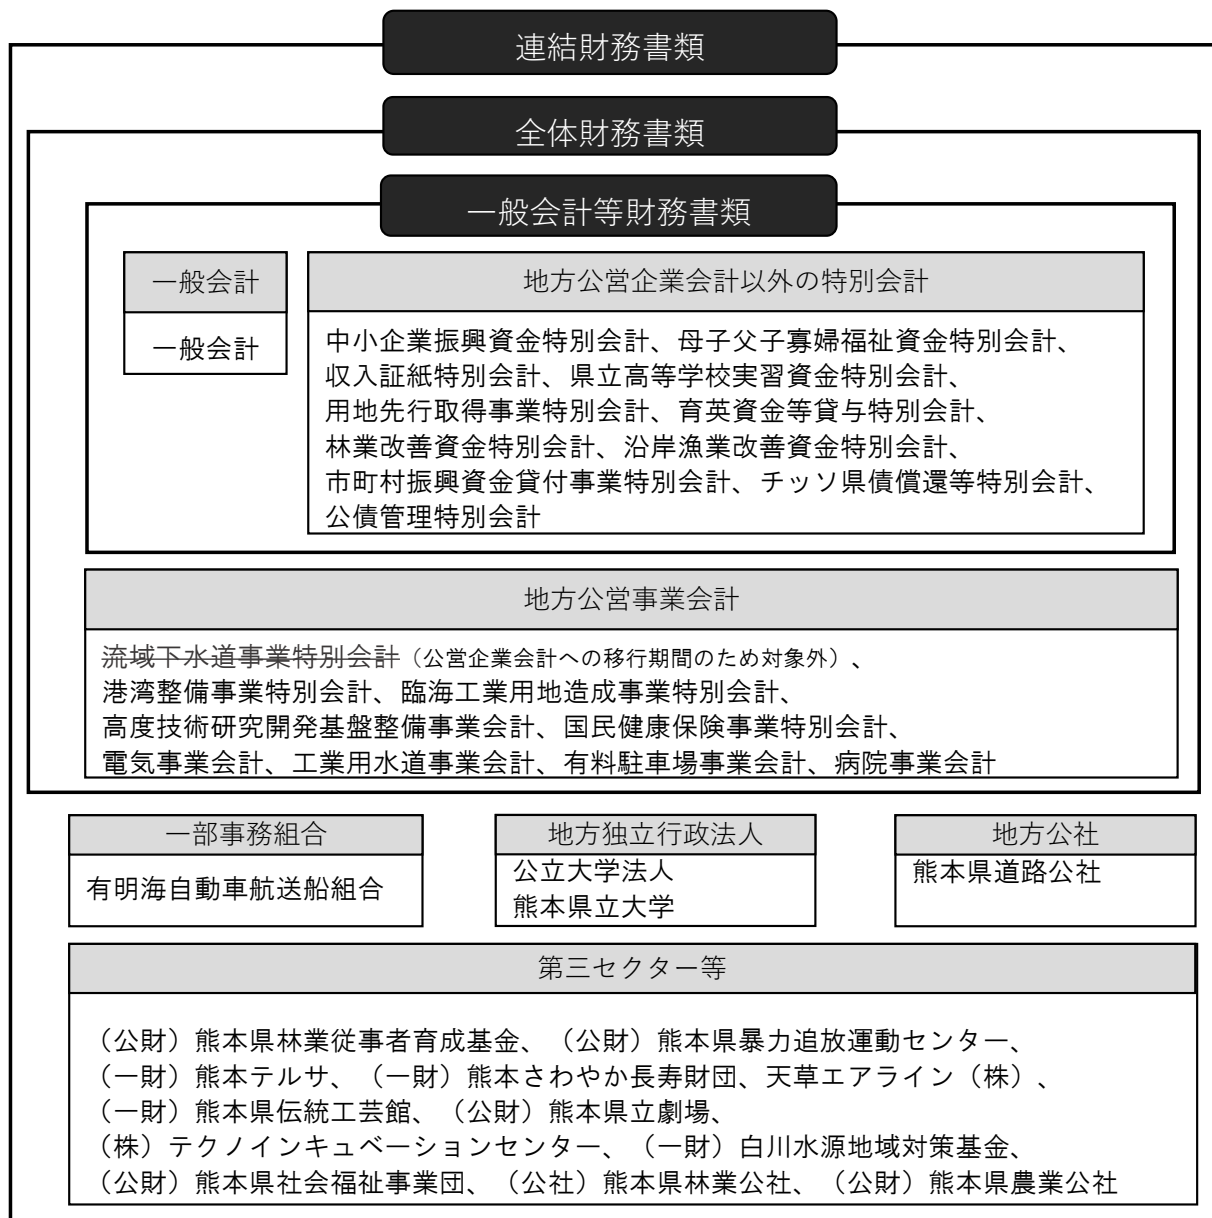 連結財務書類
全体財務書類
一般会計等財務書類
一般会計
一般会計
地方公営企業会計以外の特別会計
中小企業振興資金特別会計、母子父子寡婦福祉資金特別会計、
収入証紙特別会計、県立高等学校実習資金特別会計、
用地先行取得事業特別会計、育英資金等貸与特別会計、
林業改善資金特別会計、沿岸漁業改善資金特別会計、
市町村振興資金貸付事業特別会計、チッソ県債償還等特別会計、
公債管理特別会計
地方公営事業会計
流域下水道事業特別会計（公営企業会計への移行期間のため対象外）、
港湾整備事業特別会計、臨海工業用地造成事業特別会計、
高度技術研究開発基盤整備事業会計、国民健康保険事業特別会計、
電気事業会計、工業用水道事業会計、有料駐車場事業会計、病院事業会計
一部事務組合
有明海自動車航送船組合
地方独立行政法人
公立大学法人
熊本県立大学
地方公社
熊本県道路公社
第三セクター等
（公財）熊本県林業従事者育成基金、（公財）熊本県暴力追放運動センター、
（一財）熊本テルサ、（一財）熊本さわやか長寿財団、天草エアライン（株）、
（一財）熊本県伝統工芸館、（公財）熊本県立劇場、
（株）テクノインキュベーションセンター、（一財）白川水源地域対策基金、
（公財）熊本県社会福祉事業団、（公社）熊本県林業公社、（公財）熊本県農業公社